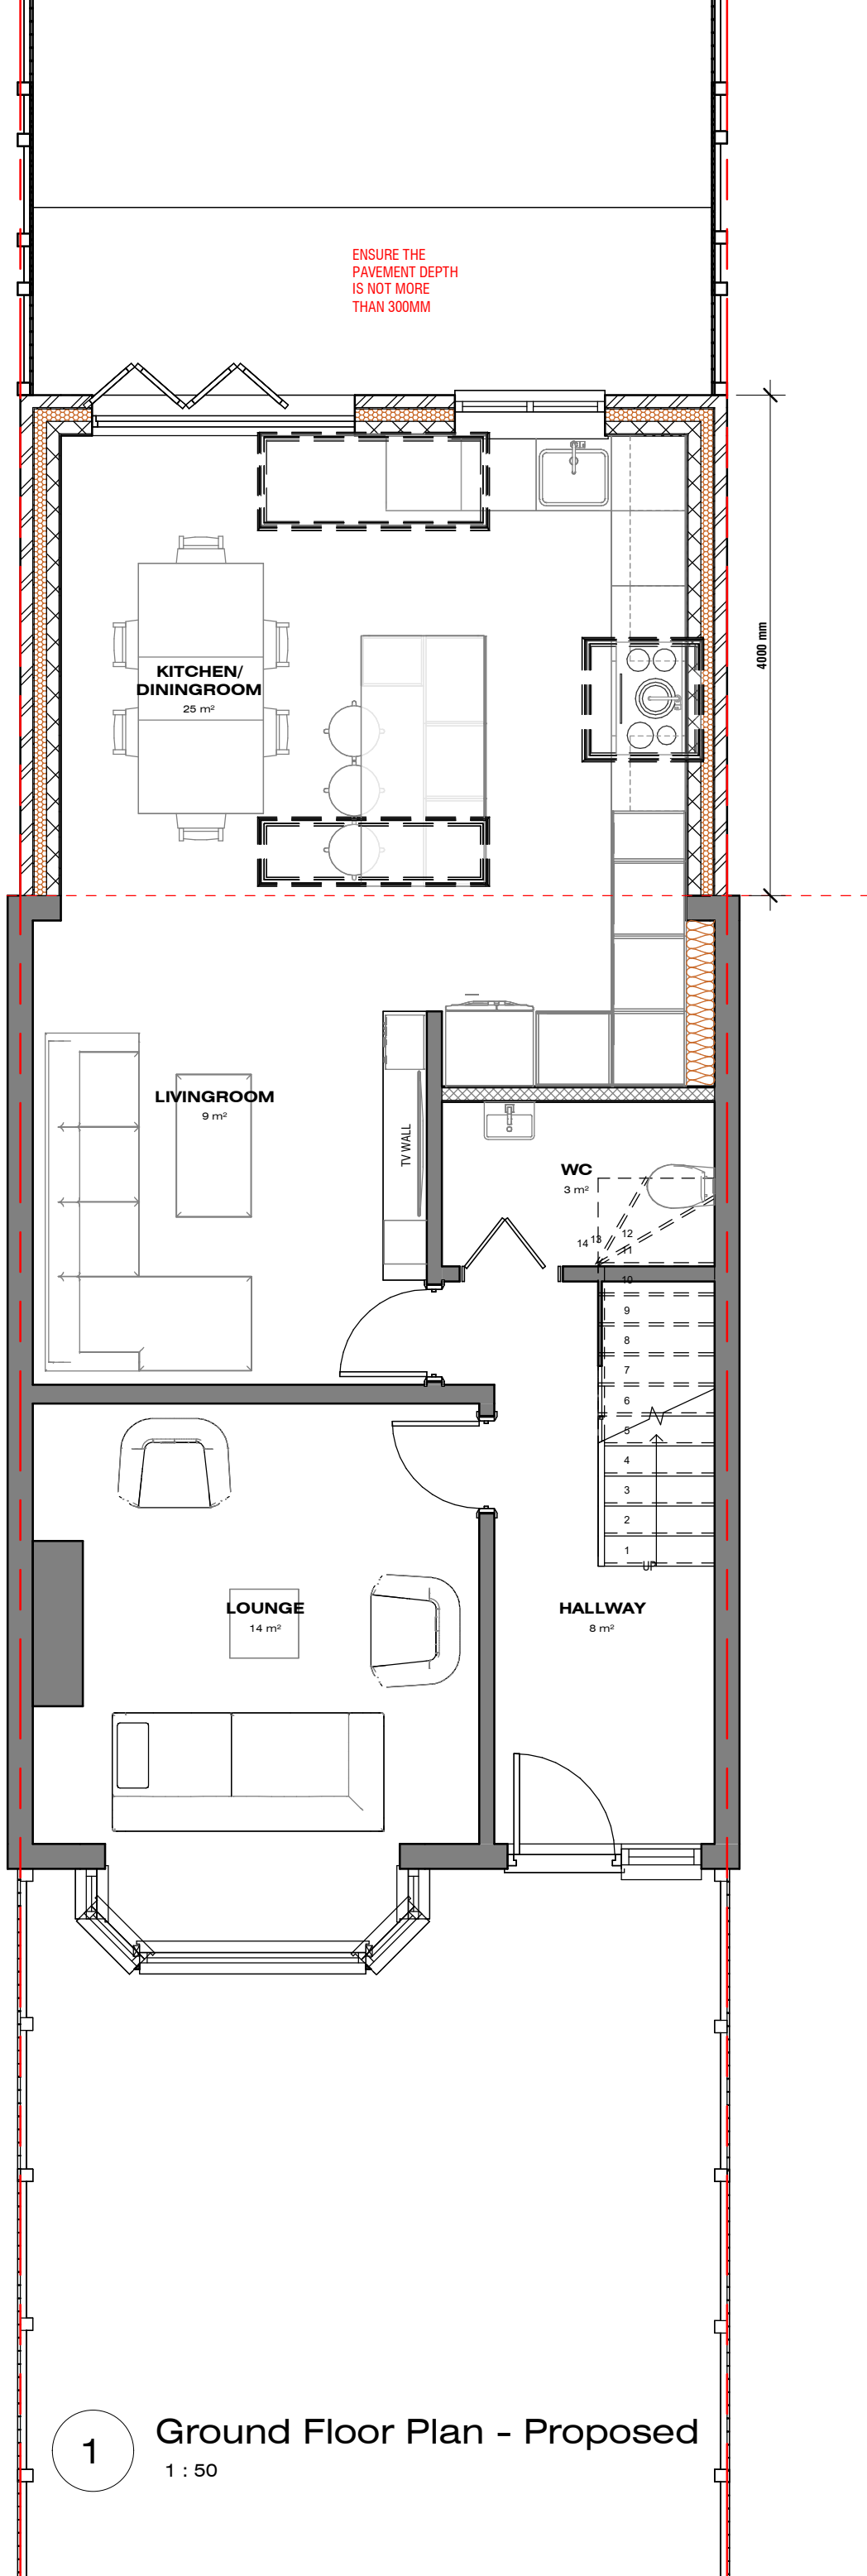 ENSURE THE
PAVEMENT DEPTH
IS NOT MORE
THAN 300MM
4000 mm
KITCHEN/
DININGROOM
25 m²
LIVINGROOM
9 m²
TV WALL
WC
3 m²
14 13 12
11
10
9
8
7
6
5
4
3
2
1
UP
LOUNGE
14 m²
HALLWAY
8 m²
1
Ground Floor Plan - Proposed
1 : 50